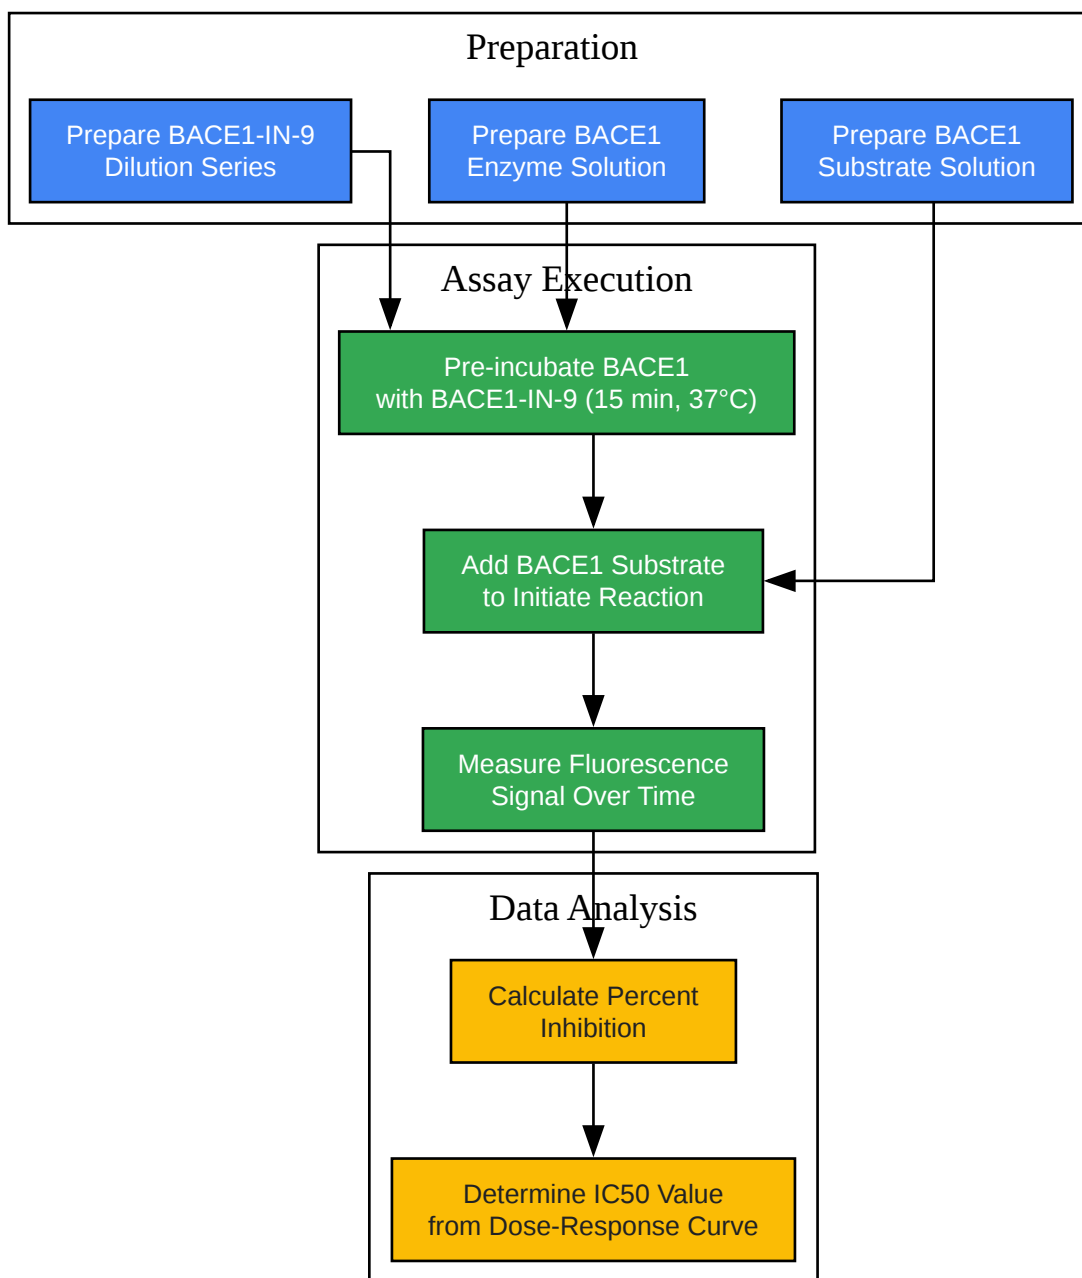 Preparation
Prepare BACE1-IN-9
Dilution Series
Prepare BACE1
Enzyme Solution
Prepare BACE1
Substrate Solution
Assay Execution
Pre-incubate BACE1
with BACE1-IN-9 (15 min, 37°C)
Add BACE1 Substrate
to Initiate Reaction
Measure Fluorescence
Signal Over Time
Data Analysis
Calculate Percent
Inhibition
Determine IC50 Value
from Dose-Response Curve